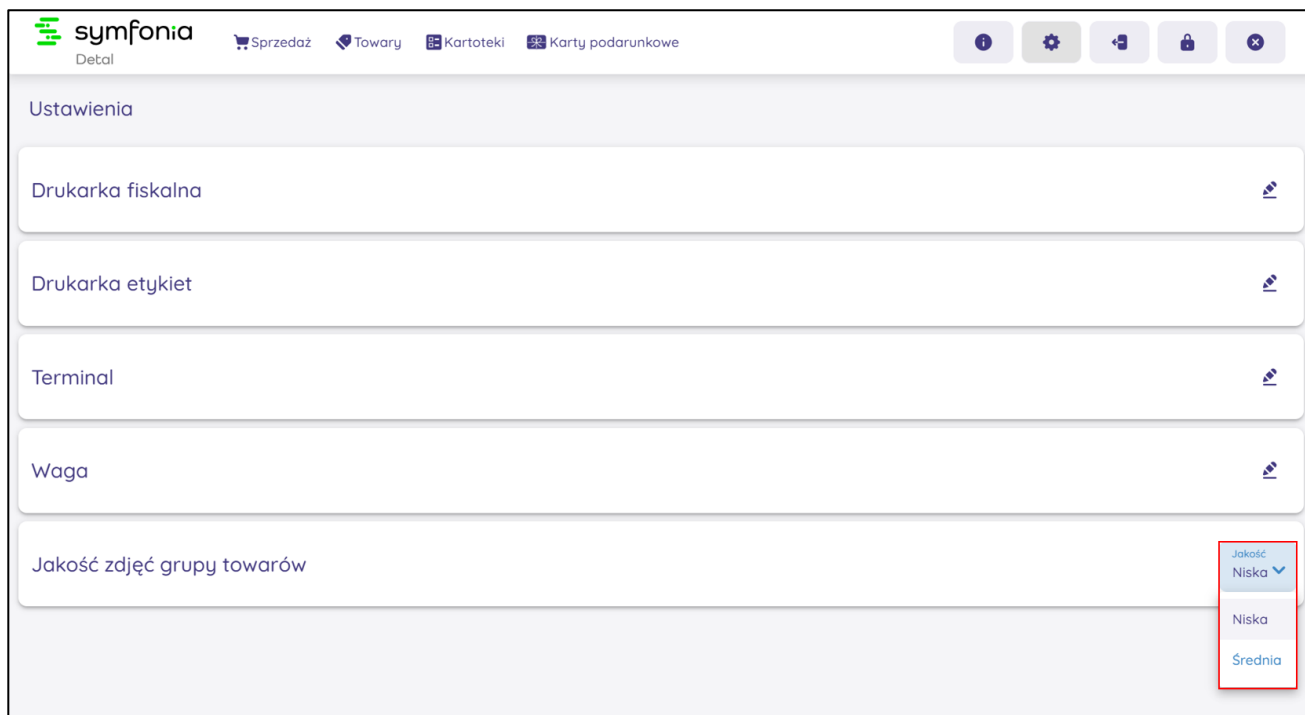 symfonia
Detal
Sprzedaż Towary Kartoteki Karty podarunkowe
Ustawienia
Drukarka fiskalna
Drukarka etykiet
Terminal
Waga
Jakość zdjęć grupy towarów
Jakość
Niska
Niska
Średnia